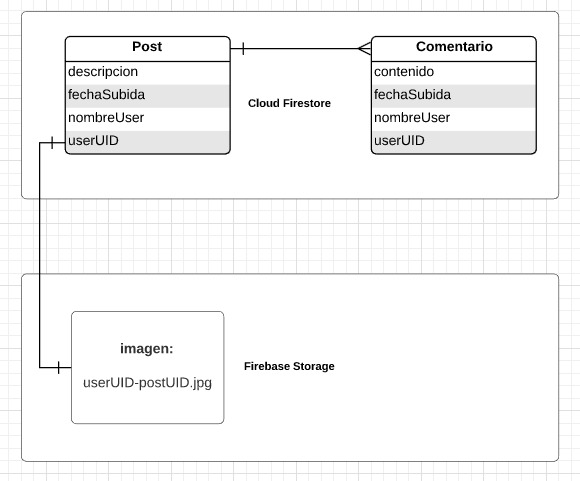 Post
descripcion
fechaSubida
nombreUser
userUID
Cloud Firestore
Comentario
contenido
fechaSubida
nombreUser
userUID
imagen:
userUID-postUID.jpg
Firebase Storage